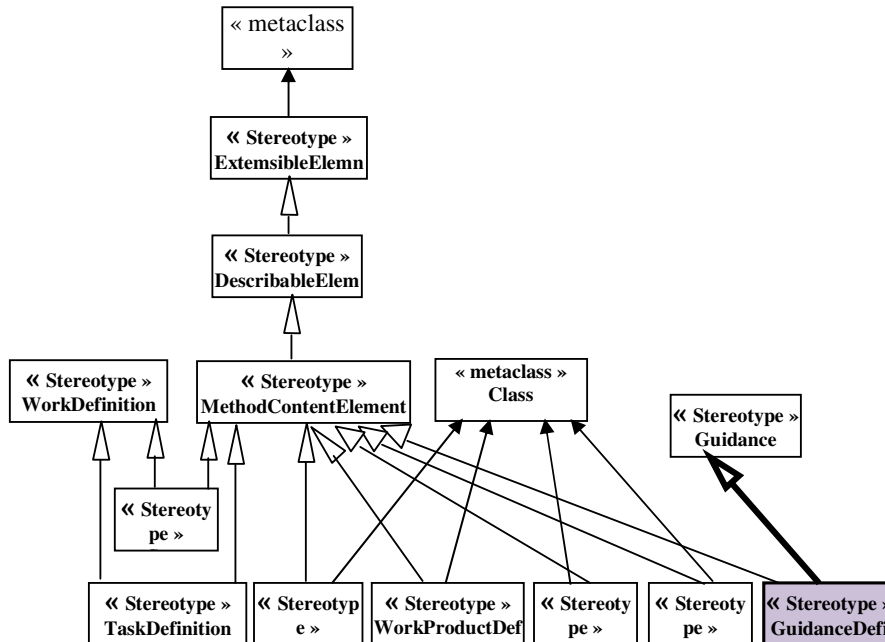 « metaclass
»
« Stereotype »
ExtemsibleElemn
« Stereotype »
DescribableElem
« Stereotype »
WorkDefinition
« Stereotype »
MethodContentElement
« metaclass »
Class
« Stereotype »
Guidance
« Stereoty
pe »
« Stereotype »
TaskDefinition
« Stereotyp
e »
« Stereotype »
WorkProductDef
« Stereoty
pe »
« Stereoty
pe »
« Stereotype »
GuidanceDefi